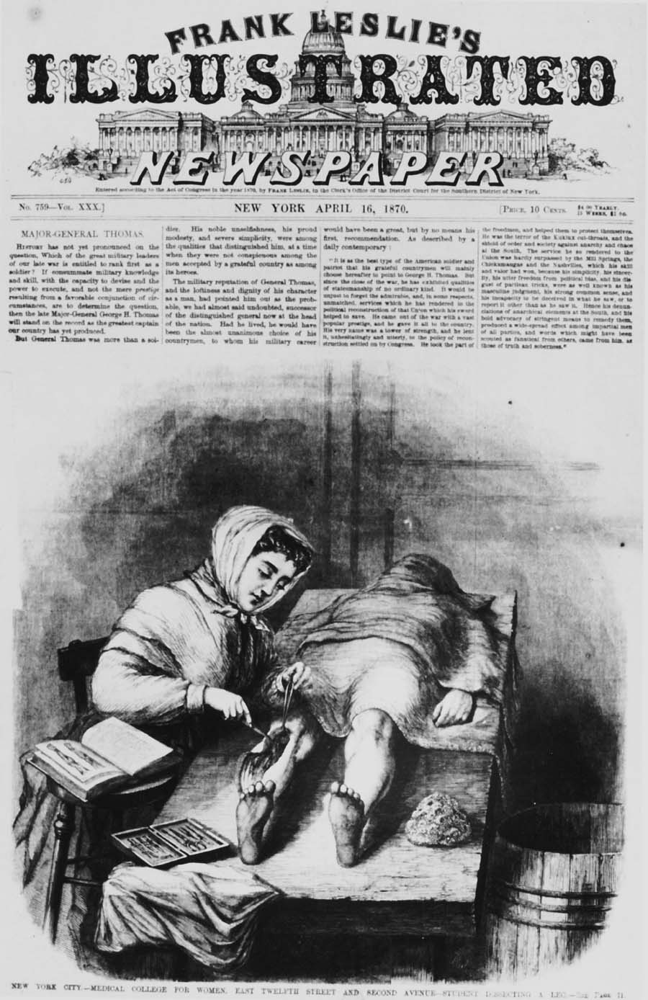 FRANK LESLIE'S
ILLUSTRATED
NEWSPAPER
Entered according to the Act of Congress in the year 1870, by FRANK LESLIE, in the Clerk's Office of the District Court for the Southern District of New York.
No. 759—VOL. XXX.]
NEW YORK APRIL 16, 1870.
[PRICE, 10 CENTS. $4 00 YEARLY.
13 WEEKS, $1 00.
MAJOR-GENERAL THOMAS.
HISTORY has not yet pronounced on the
question, Which of the great military leaders
of our late war is entitled to rank first as a
soldier? If consummate military knowledge
and skill, with the capacity to devise and the
power to execute, and not the mere prestige
resulting from a favorable conjunction of cir-
cumstances, are to determine the question,
then the late Major-General George H. Thomas
will stand on the record as the greatest captain
our country has yet produced.
But General Thomas was more than a sol-
dier. His noble unselfishness, his proud
modesty, and severe simplicity, were among
the qualities that distinguished him, at a time
when they were not conspicuous among the
men accepted by a grateful country as among
its heroes.
The military reputation of General Thomas,
and the loftiness and dignity of his character
as a man, had pointed him out as the prob-
able, we had almost said undoubted, successor
of the distinguished general now at the head
of the nation. Had he lived, he would have
been the almost unanimous choice of his
countrymen, to whom his military career
would have been a great, but by no means his
first, recommendation. As described by a
daily contemporary:
"It is as the best type of the American soldier and
patriot that his grateful countrymen will mainly
choose hereafter to point to George H. Thomas. But
since the close of the war, he has exhibited qualities
of statesmanship of no ordinary kind. It would be
unjust to forget the admirable, and, in some respects,
unmatched, services which he has rendered to the
political reconstruction of that Union which his sword
helped to save. He came out of the war with a vast
popular prestige, and he gave it all to the country.
His very name was a tower of strength, and he lent
it, unhesitatingly and utterly, to the policy of recon-
struction settled on by Congress. He took the part of
the freedmen, and helped them to protect themselves.
He was the terror of the Kuklux cut-throats, and the
shield of order and society against anarchy and chaos
at the South. The service he so rendered to the
Union was hardly surpassed by the Mill Springs, the
Chickamaugas and the Nashvilles, which his skill
and valor had won, because his simplicity, his sincer-
ity, his utter freedom from political bias, and his dis-
gust of partisan tricks, were as well known as his
masculine judgment, his strong common sense, and
his incapacity to be deceived in what he saw, or to
report it other than as he saw it. Hence his denun-
ciations of anarchical elements at the South, and his
bold advocacy of stringent means to remedy them,
produced a wide-spread effect among impartial men
of all parties, and words which might have been
scouted as fanatical from others, came from him, as
those of truth and soberness."
NEW YORK CITY.—MEDICAL COLLEGE FOR WOMEN, EAST TWELFTH STREET AND SECOND AVENUE—STUDENT DISSECTING A LEG.—SEE PAGE 71.